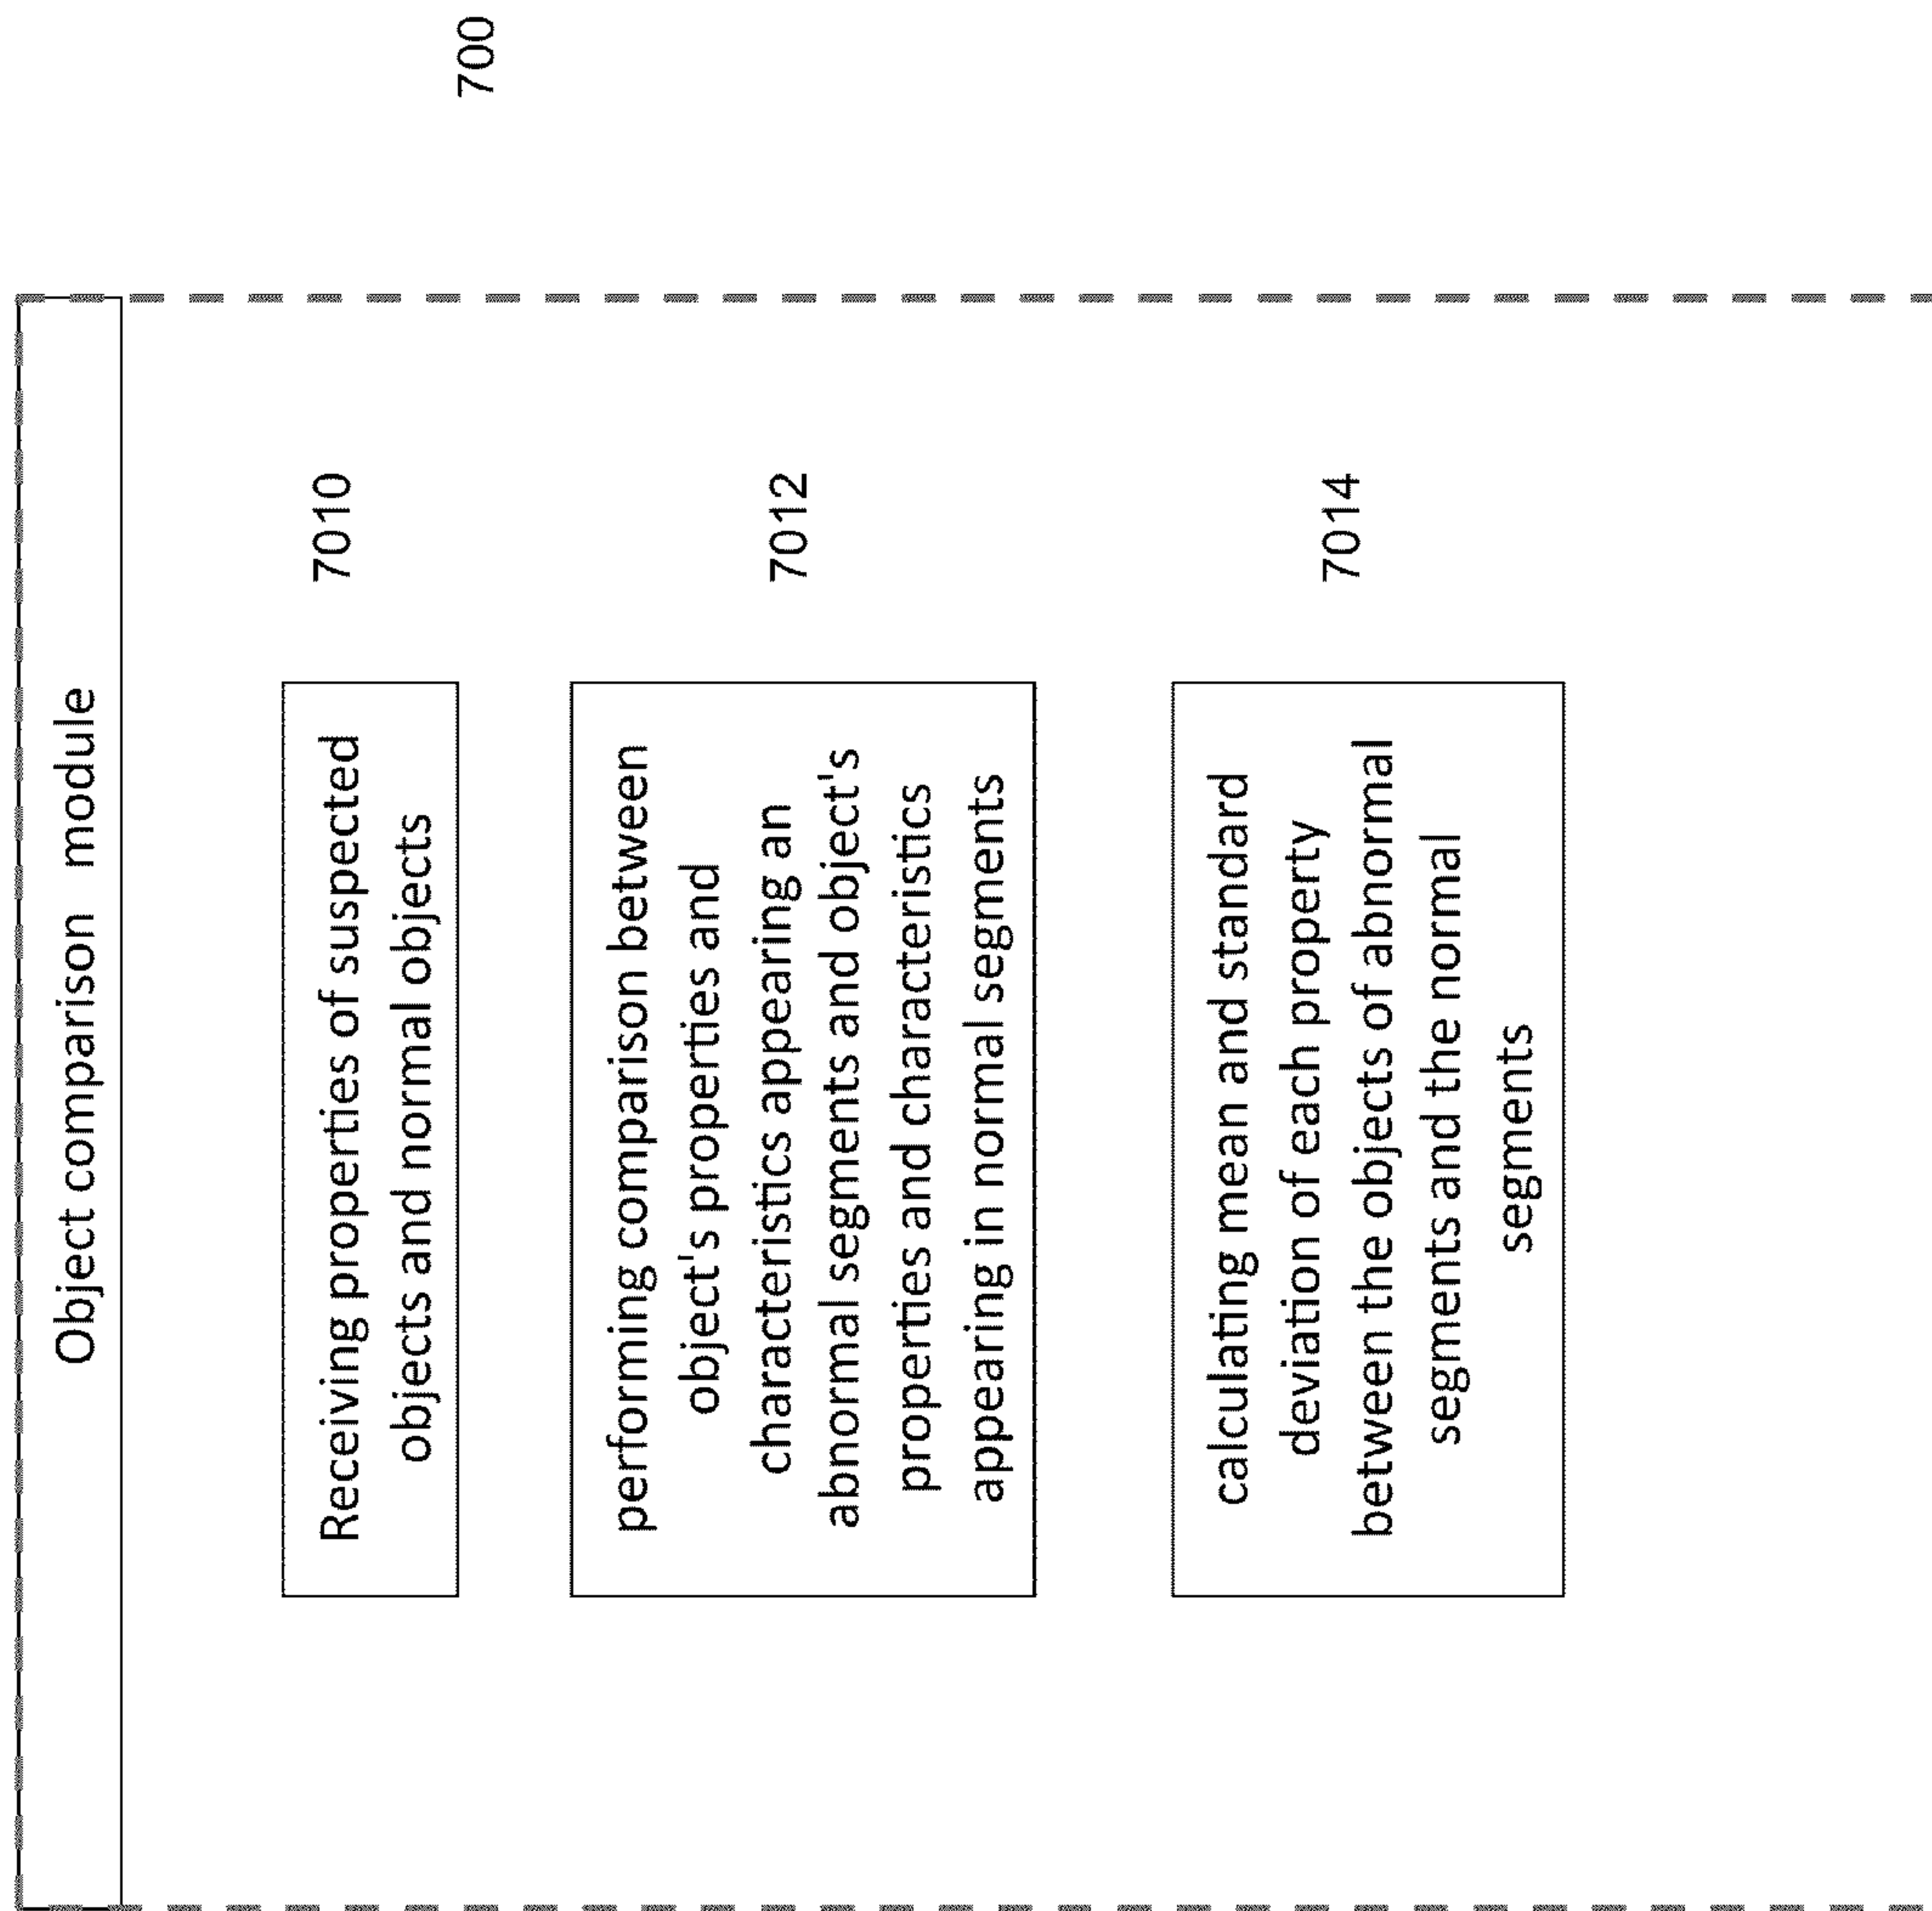 700
Object comparison module
Receiving properties of suspected
objects and normal objects
7010
performing comparison between
object's properties and
characteristics appearing an
abnormal segments and object's
properties and characteristics
appearing in normal segments
7012
calculating mean and standard
deviation of each property
between the objects of abnormal
segments and the normal
segments
7014